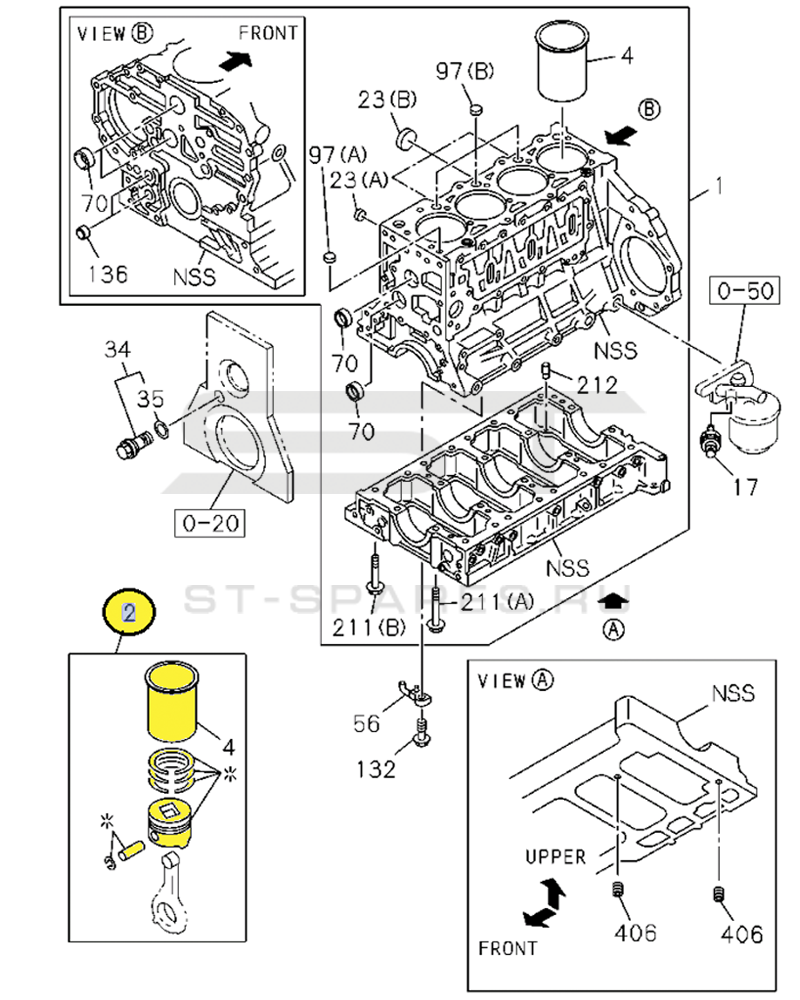 VIEW B FRONT
70
136
NSS
4
97(B)
23(B)
B
97(A)
23(A)
1
0-50
NSS
70
34
35
212
70
17
0-20
NSS
ST-SPARES.RU
2
211(A)
211(B)
A
4
*
*
56
132
VIEW A
NSS
UPPER
FRONT
406
406